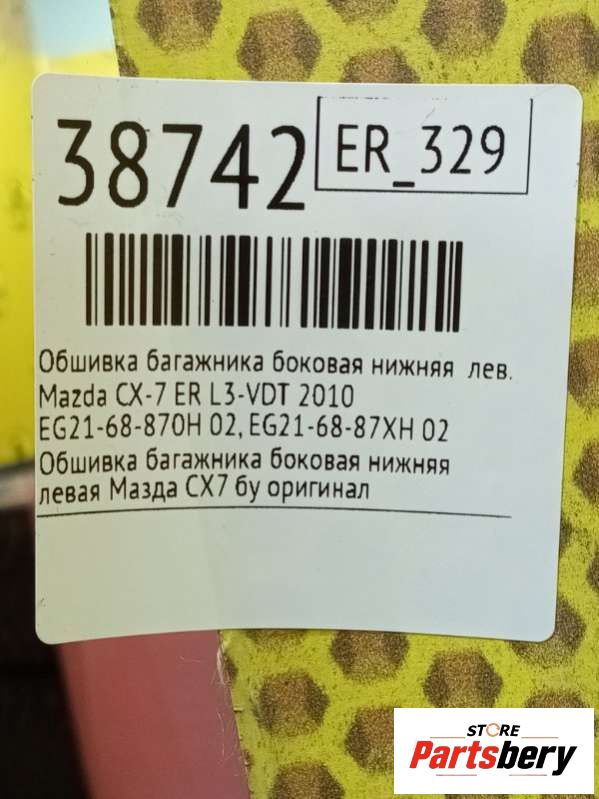 38742
ER_329
Обшивка багажника боковая нижняя лев.
Mazda CX-7 ER L3-VDT 2010
EG21-68-870H 02, EG21-68-87XH 02
Обшивка багажника боковая нижняя
левая Мазда СХ7 бу оригинал
STORE
Partsbery